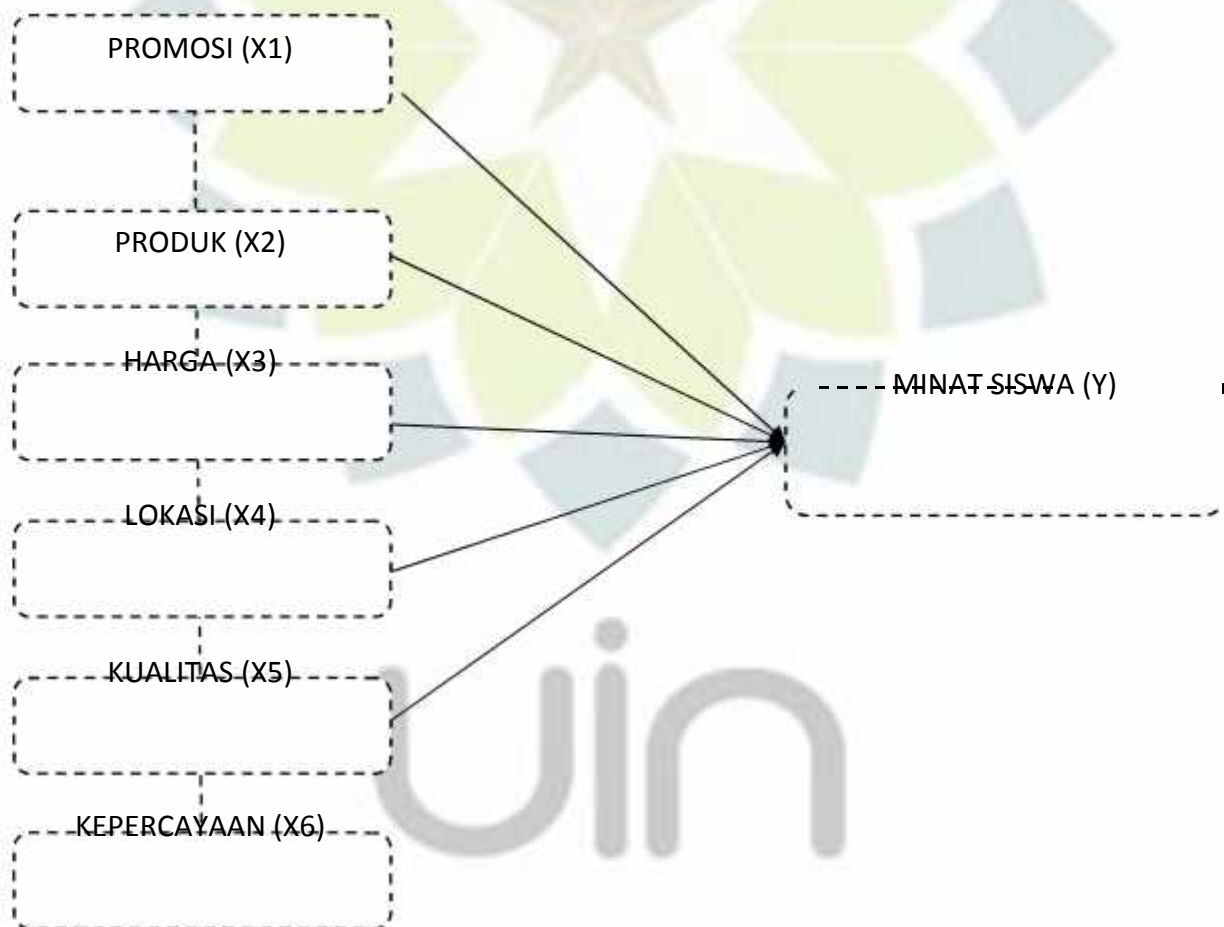 PROMOSI (X1)
PRODUK (X2)
HARGA (X3)
MINAT SISWA (Y)
LOKASI (X4)
KUALITAS (X5)
KEPERCAYAAN (X6)
uin